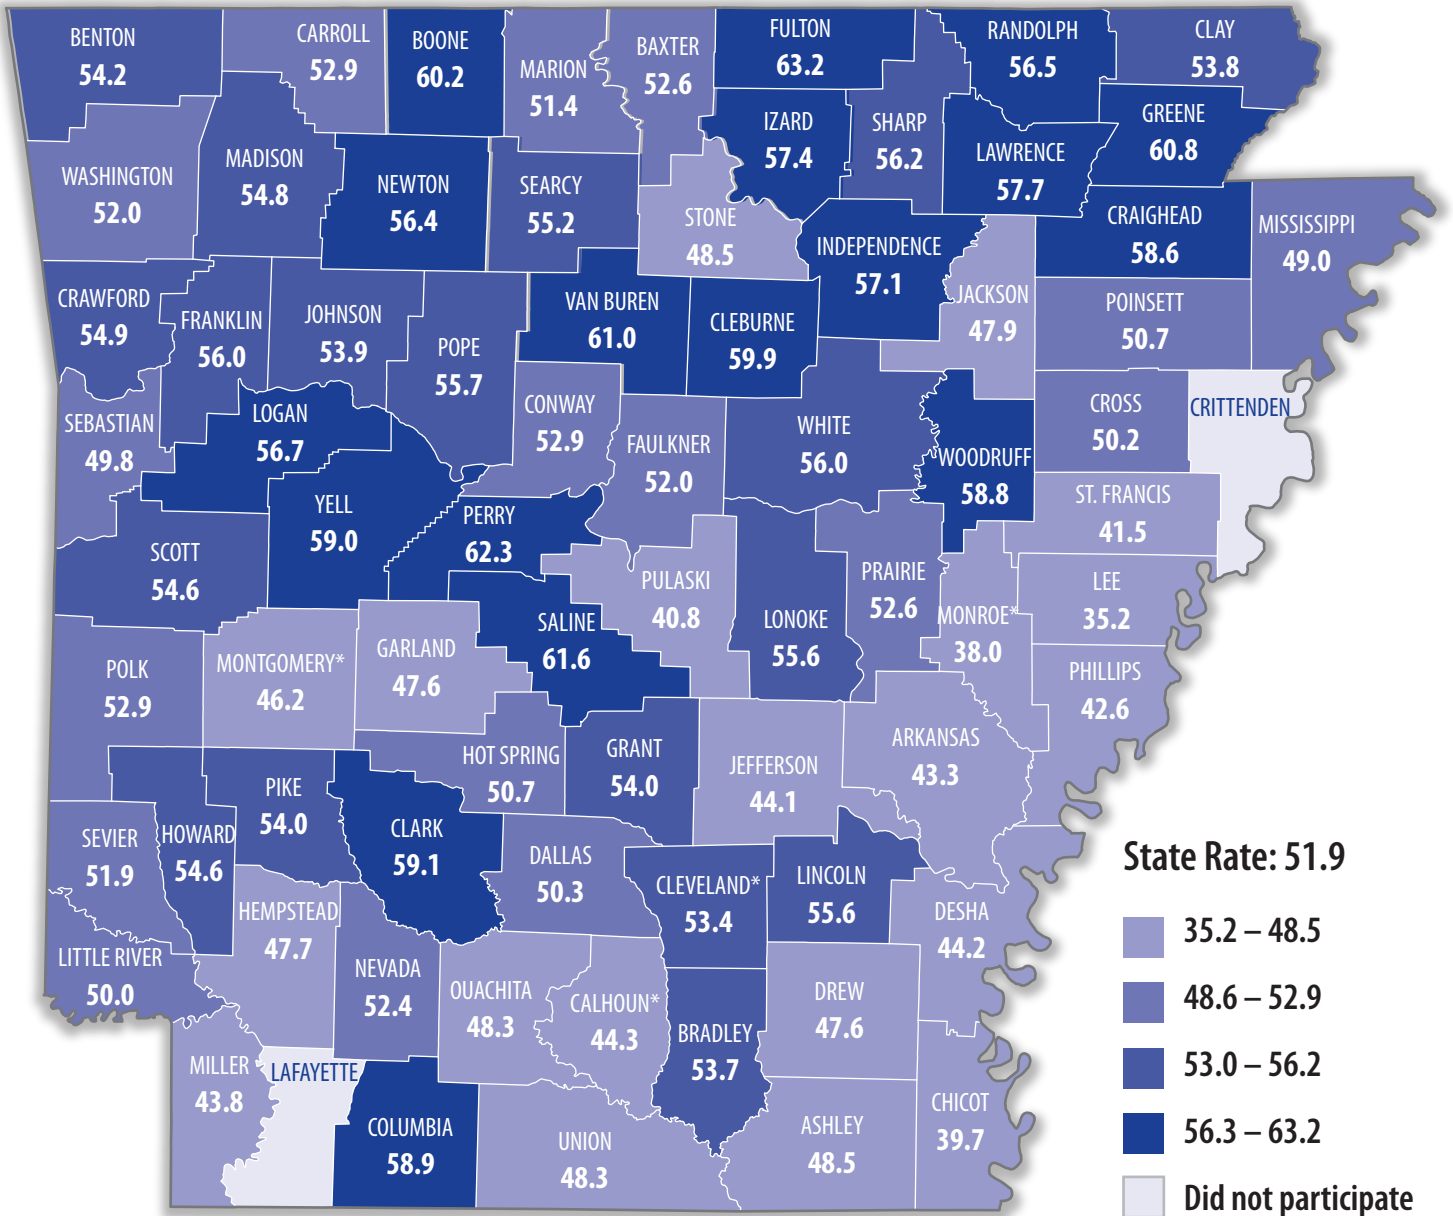 BENTON
54.2
CARROLL
52.9
BOONE
60.2
MARION
51.4
BAXTER
52.6
FULTON
63.2
RANDOLPH
56.5
CLAY
53.8
WASHINGTON
52.0
MADISON
54.8
NEWTON
56.4
SEARCY
55.2
STONE
48.5
IZARD
57.4
SHARP
56.2
LAWRENCE
57.7
GREENE
60.8
CRAIGHEAD
58.6
MISSISSIPPI
49.0
CRAWFORD
54.9
FRANKLIN
56.0
JOHNSON
53.9
POPE
55.7
VAN BUREN
61.0
CLEBURNE
59.9
INDEPENDENCE
57.1
JACKSON
47.9
POINSETT
50.7
SEBASTIAN
49.8
LOGAN
56.7
CONWAY
52.9
FAULKNER
52.0
WHITE
56.0
WOODRUFF
58.8
CROSS
50.2
CRITTENDEN
ST. FRANCIS
41.5
SCOTT
54.6
YELL
59.0
PERRY
62.3
PULASKI
40.8
LONOKE
55.6
PRAIRIE
52.6
MONROE*
38.0
LEE
35.2
PHILLIPS
42.6
POLK
52.9
MONTGOMERY*
46.2
GARLAND
47.6
SALINE
61.6
HOT SPRING
50.7
GRANT
54.0
JEFFERSON
44.1
ARKANSAS
43.3
SEVIER
51.9
HOWARD
54.6
PIKE
54.0
CLARK
59.1
DALLAS
50.3
CLEVELAND*
53.4
LINCOLN
55.6
DESHA
44.2
LITTLE RIVER
50.0
HEMPSTEAD
47.7
NEVADA
52.4
OUACHITA
48.3
CALHOUN*
44.3
BRADLEY
53.7
DREW
47.6
MILLER
43.8
LAFAYETTE
COLUMBIA
58.9
UNION
48.3
ASHLEY
48.5
CHICOT
39.7
State Rate: 51.9
35.2 – 48.5
48.6 – 52.9
53.0 – 56.2
56.3 – 63.2
Did not participate